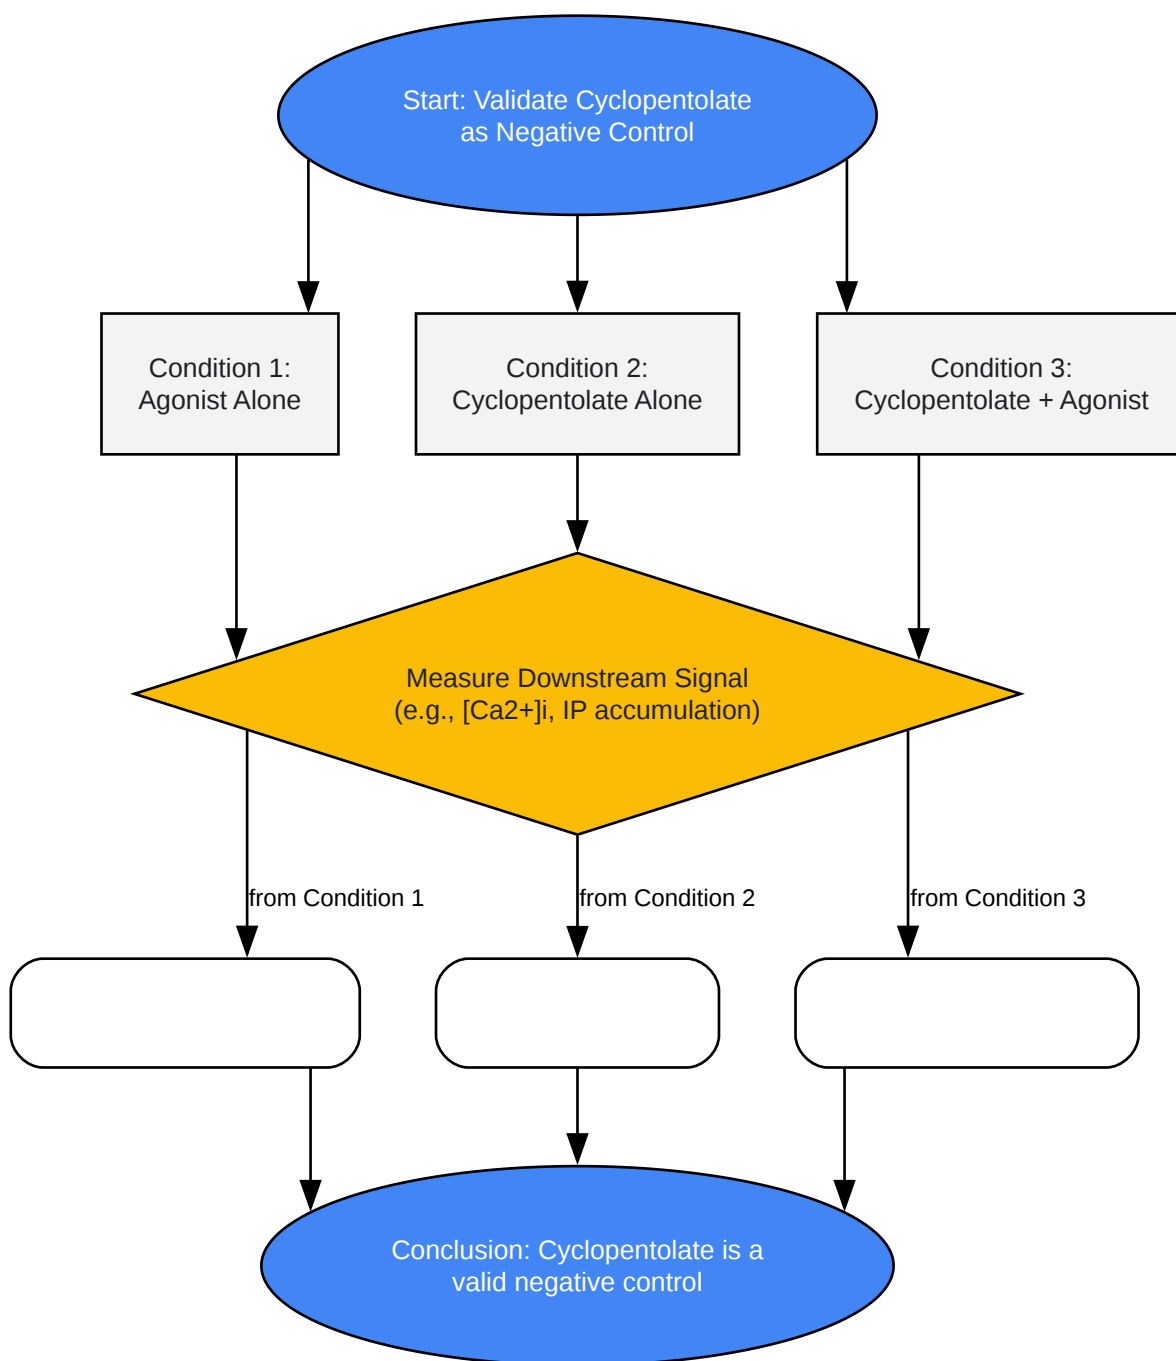 Start: Validate Cyclopentolate
as Negative Control
Condition 1:
Agonist Alone
Condition 2:
Cyclopentolate Alone
Condition 3:
Cyclopentolate + Agonist
Measure Downstream Signal
(e.g., [Ca2+]i, IP accumulation)
from Condition 1
from Condition 2
from Condition 3
Conclusion: Cyclopentolate is a
valid negative control